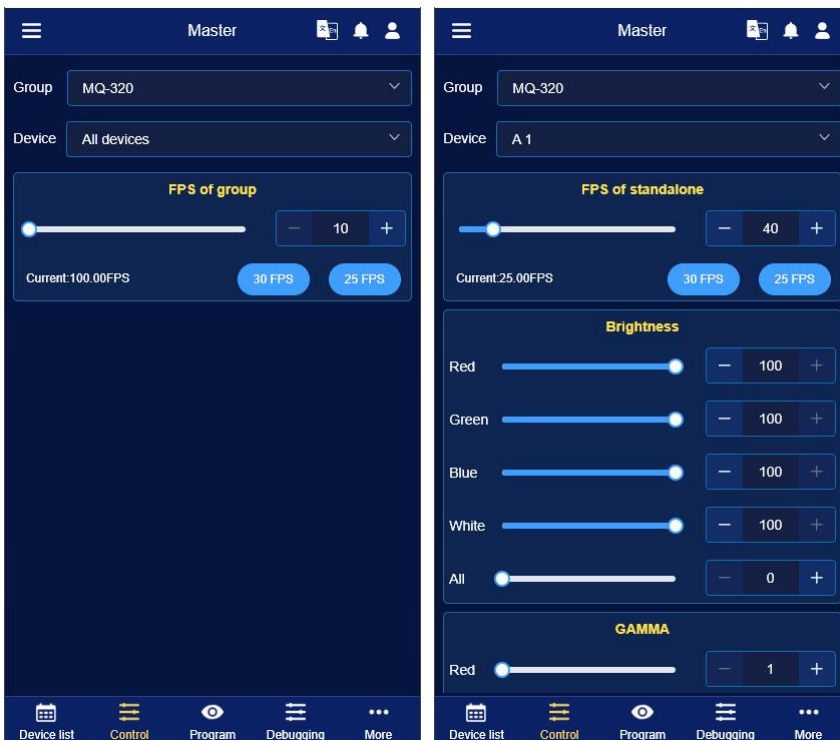 Master
Group MQ-320
Device All devices
FPS of group
10
Current:100.00FPS 30 FPS 25 FPS
Device list Control Program Debugging More
Master
Group MQ-320
Device A 1
FPS of standalone
40
Current:25.00FPS 30 FPS 25 FPS
Brightness
Red 100
Green 100
Blue 100
White 100
All 0
GAMMA
Red 1
Device list Control Program Debugging More